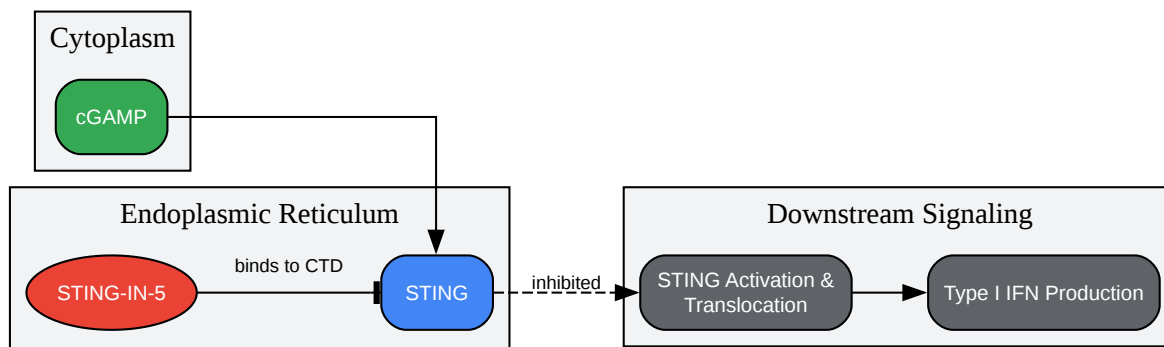 Cytoplasm
cGAMP
Endoplasmic Reticulum
Downstream Signaling
binds to CTD
STING-IN-5
STING
inhibited
STING Activation &
Translocation
Type I IFN Production